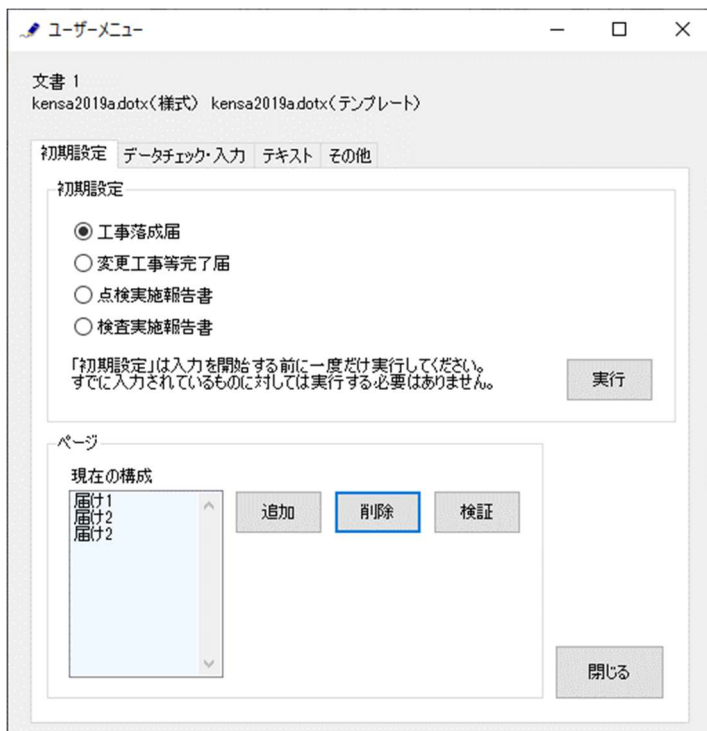 ユーザーメニュー
文書 1
kensa2019a.dotx(様式) kensa2019a.dotx(テンプレート)
初期設定 データチェック・入力 テキスト その他
初期設定
工事落成届
変更工事等完了届
点検実施報告書
検査実施報告書
「初期設定」は入力を開始する前に一度だけ実行してください。
すでに入力されているものに対しては実行する必要はありません。
実行
ページ
現在の構成
届け1
届け2
届け2
追加 削除 検証
閉じる